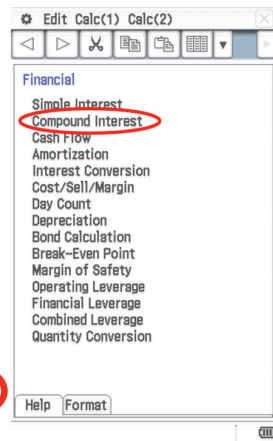 Edit Calc(1) Calc(2)
Financial
Simple Interest
Compound Interest
Cash Flow
Amortization
Interest Conversion
Cost/Sell/Margin
Day Count
Depreciation
Bond Calculation
Break-Even Point
Margin of Safety
Operating Leverage
Financial Leverage
Combined Leverage
Quantity Conversion
Help Format